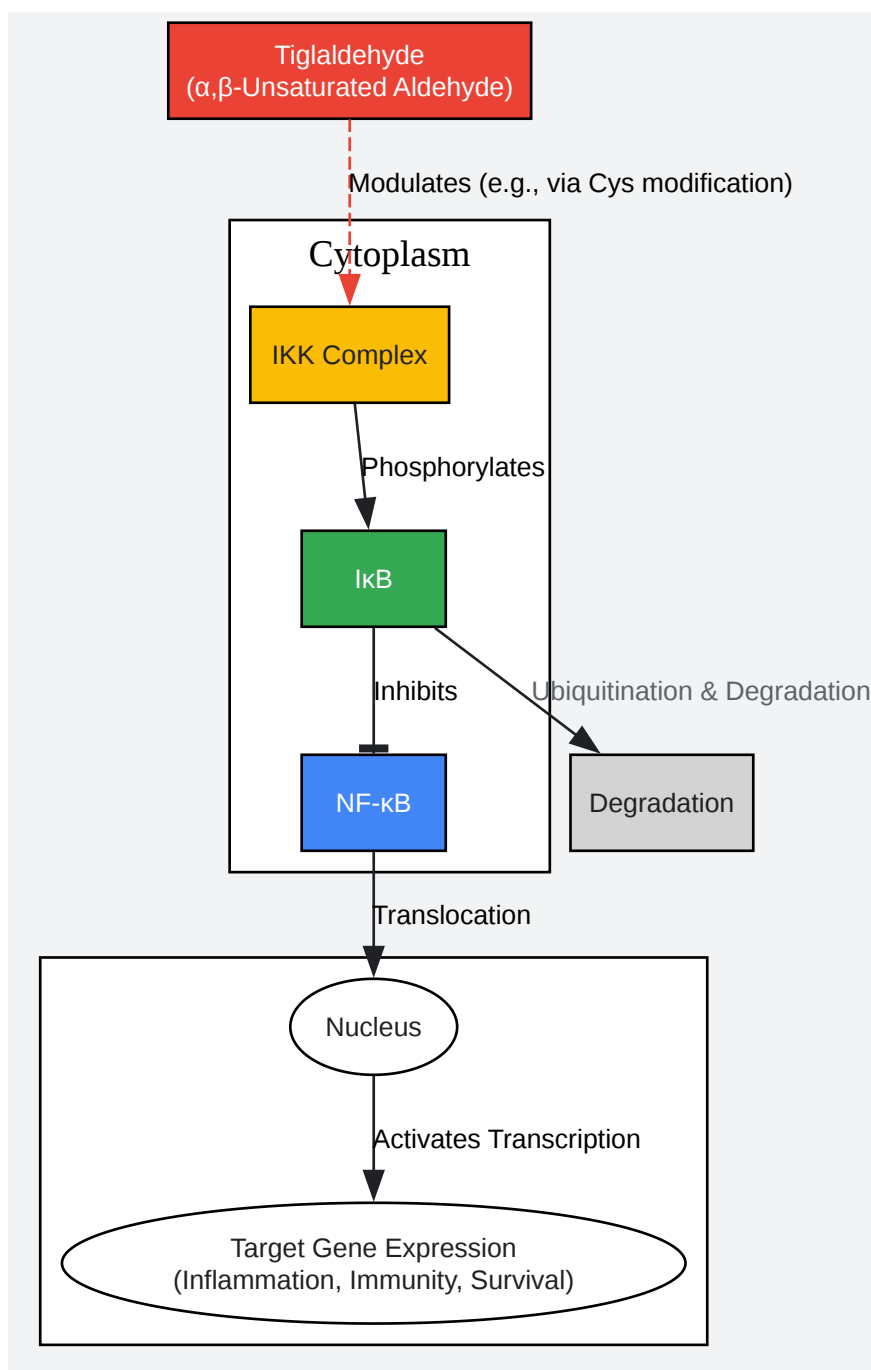 Tiglaldehyde
(α,β-Unsaturated Aldehyde)
Modulates (e.g., via Cys modification)
Cytoplasm
IKK Complex
Phosphorylates
IκB
Inhibits
Ubiquitination & Degradation
NF-κB
Degradation
Translocation
Nucleus
Activates Transcription
Target Gene Expression
(Inflammation, Immunity, Survival)